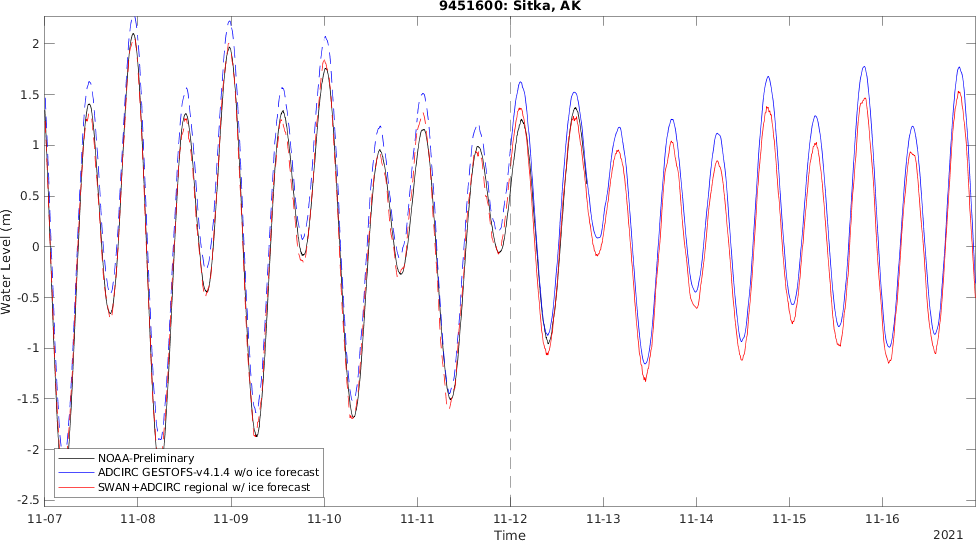 9451600: Sitka, AK
2
1.5
1
0.5
0
-0.5
-1
-1.5
-2
-2.5
Water Level (m)
NOAA-Preliminary
ADCIRC GESTOFS-v4.1.4 w/o ice forecast
SWAN+ADCIRC regional w/ ice forecast
11-07 11-08 11-09 11-10 11-11 11-12 11-13 11-14 11-15 11-16
Time
2021